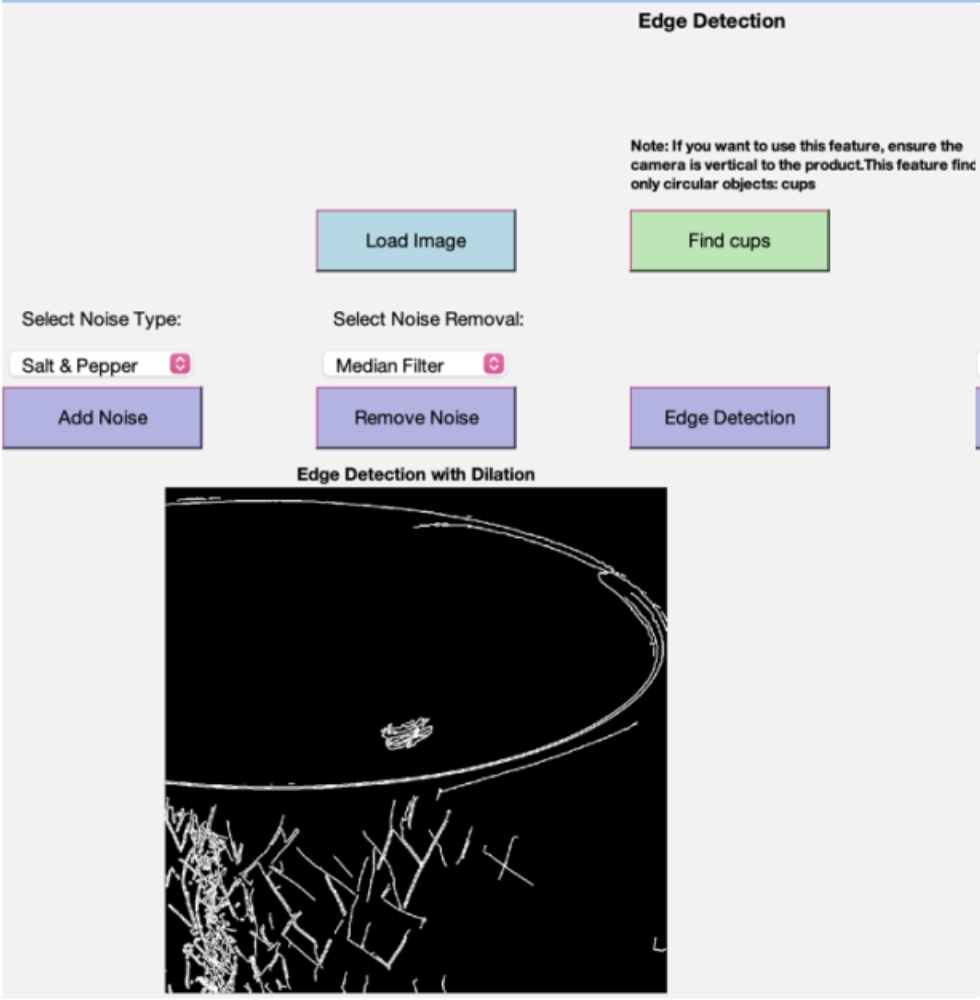 Edge Detection
Note: If you want to use this feature, ensure the
camera is vertical to the product.This feature find
only circular objects: cups
Load Image
Find cups
Select Noise Type:
Select Noise Removal:
Salt & Pepper
Median Filter
Add Noise
Remove Noise
Edge Detection
Edge Detection with Dilation